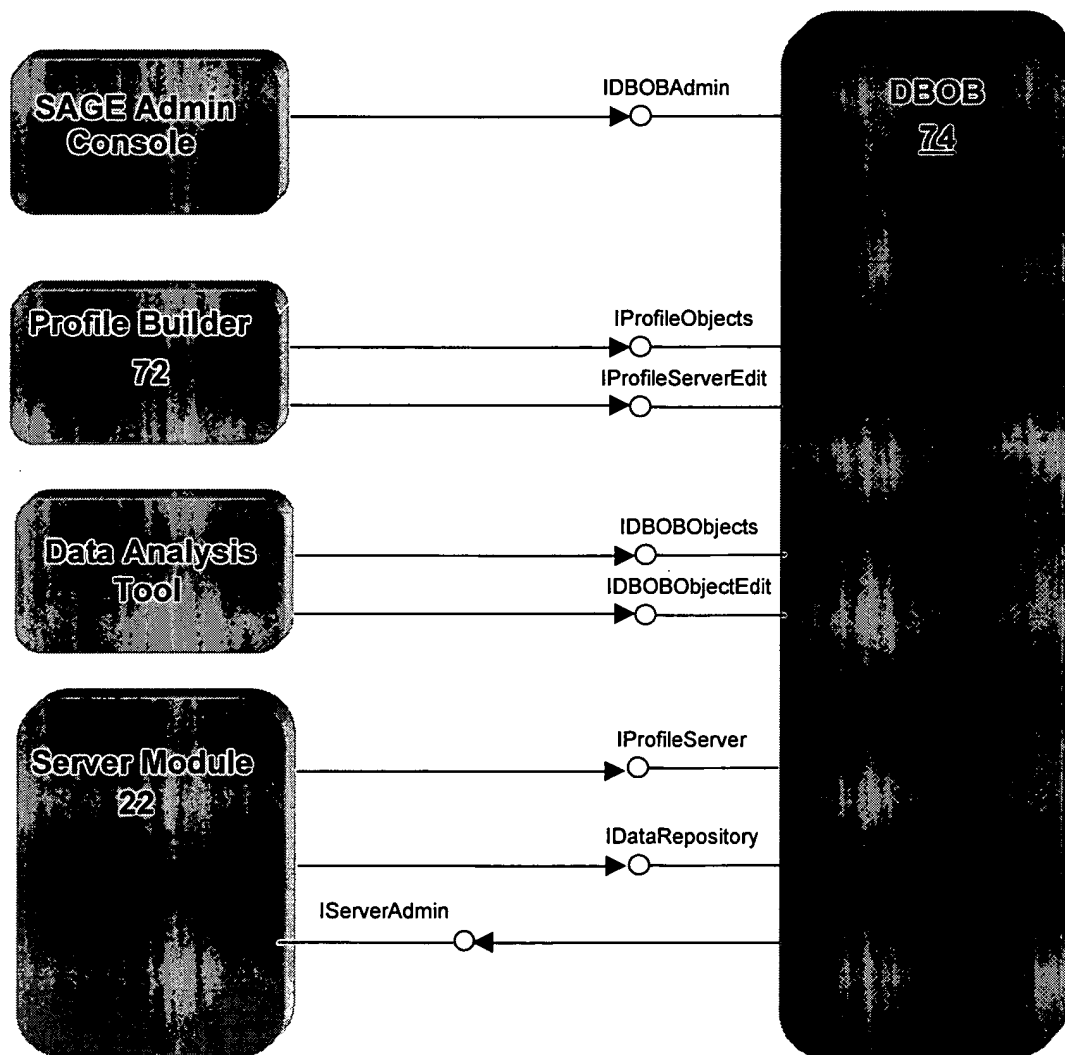 SAGE Admin
Console
IDBOBAdmin
DBOB
74
Profile Builder
72
IProfileObjects
IProfileServerEdit
Data Analysis
Tool
IDBOBObjects
IDBOBObjectEdit
Server Module
22
IProfileServer
IDataRepository
IServerAdmin